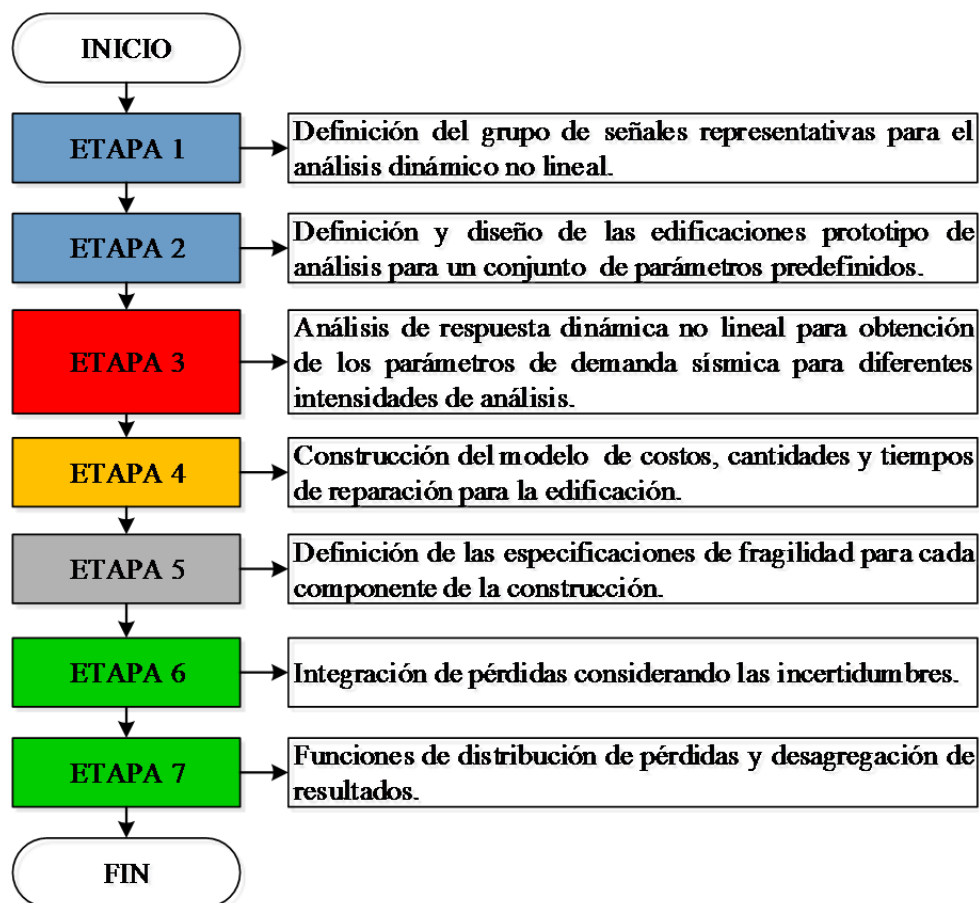 INICIO
ETAPA 1
Definición del grupo de señales representativas para el
análisis dinámico no lineal.
ETAPA 2
Definición y diseño de las edificaciones prototipo de
análisis para un conjunto de parámetros predefinidos.
ETAPA 3
Análisis de respuesta dinámica no lineal para obtención
de los parámetros de demanda sísmica para diferentes
intensidades de análisis.
ETAPA 4
Construcción del modelo de costos, cantidades y tiempos
de reparación para la edificación.
ETAPA 5
Definición de las especificaciones de fragilidad para cada
componente de la construcción.
ETAPA 6
Integración de pérdidas considerando las incertidumbres.
ETAPA 7
Funciones de distribución de pérdidas y desagregación de
resultados.
FIN